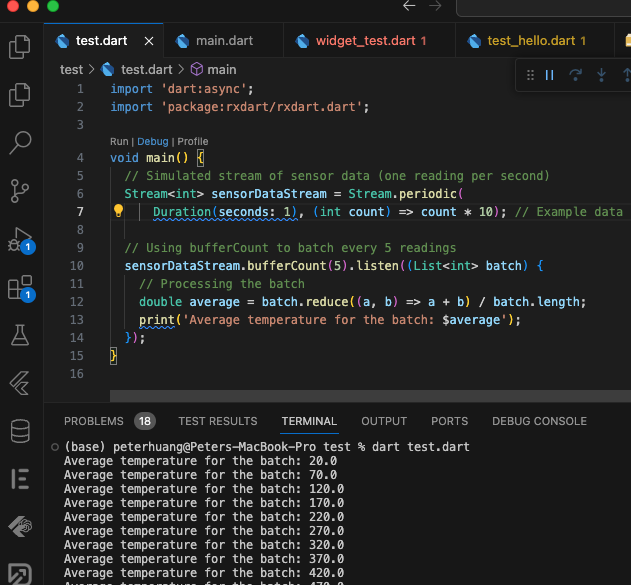 test.dart
main.dart
widget_test.dart 1
test_hello.dart 1
test > test.dart > main
1 import 'dart:async';
2 import 'package:rxdart/rxdart.dart';
3
Run | Debug | Profile
4 void main() {
5 // Simulated stream of sensor data (one reading per second)
6 Stream<int> sensorDataStream = Stream.periodic(
7 Duration(seconds: 1), (int count) => count * 10); // Example data
8
9 // Using bufferCount to batch every 5 readings
10 sensorDataStream.bufferCount(5).listen((List<int> batch) {
11 // Processing the batch
12 double average = batch.reduce((a, b) => a + b) / batch.length;
13 print('Average temperature for the batch: $average');
14 });
15 }
16
1
1
PROBLEMS 18 TEST RESULTS TERMINAL OUTPUT PORTS DEBUG CONSOLE
(base) peterhuang@Peters-MacBook-Pro test % dart test.dart
Average temperature for the batch: 20.0
Average temperature for the batch: 70.0
Average temperature for the batch: 120.0
Average temperature for the batch: 170.0
Average temperature for the batch: 220.0
Average temperature for the batch: 270.0
Average temperature for the batch: 320.0
Average temperature for the batch: 370.0
Average temperature for the batch: 420.0
Average temperature for the batch: 470.0